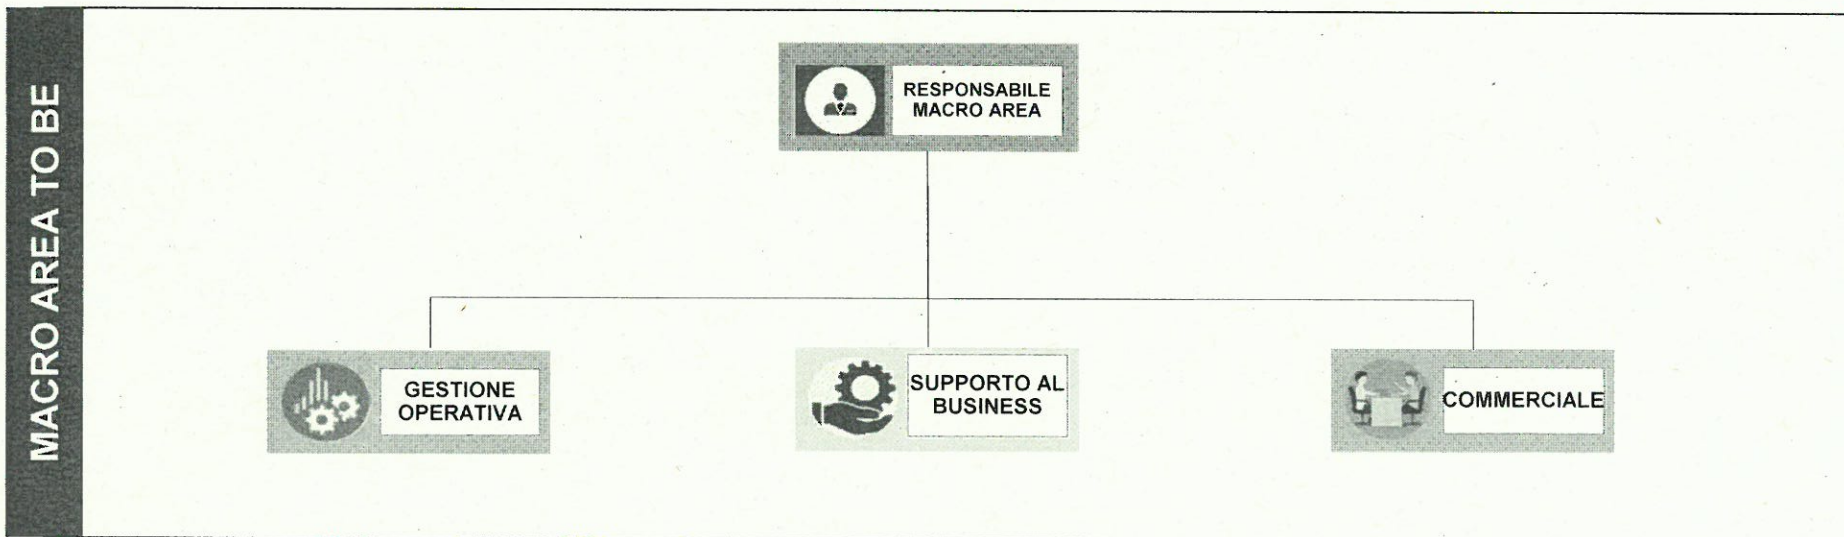 MACRO AREA TO BE
RESPONSABILE
MACRO AREA
GESTIONE
OPERATIVA
SUPPORTO AL
BUSINESS
COMMERCIALE